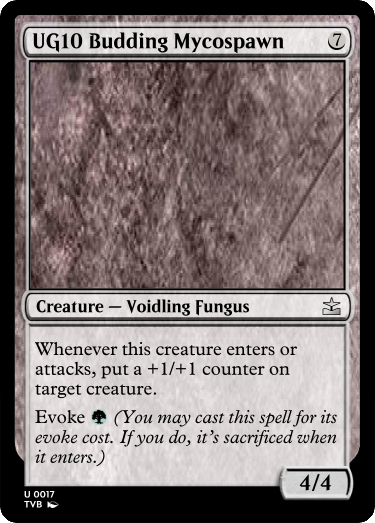 UG10 Budding Mycospawn 7
Creature — Voidling Fungus
Whenever this creature enters or
attacks, put a +1/+1 counter on
target creature.
Evoke (You may cast this spell for its
evoke cost. If you do, it's sacrificed when
it enters.)
4/4
U 0017
TVB